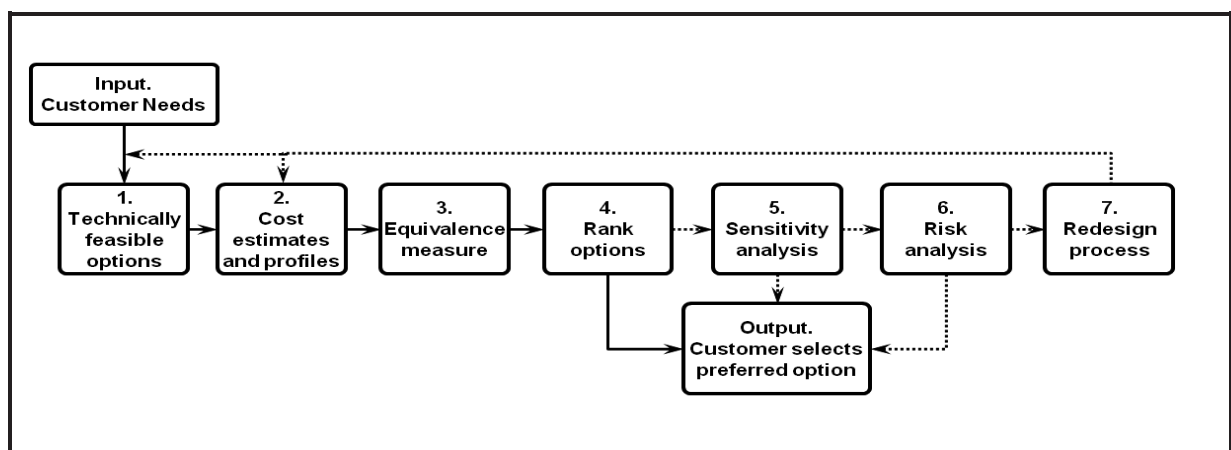 Input.
Customer Needs
1.
Technically
feasible
options
2.
Cost
estimates
and profiles
3.
Equivalence
measure
4.
Rank
options
5.
Sensitivity
analysis
6.
Risk
analysis
7.
Redesign
process
Output.
Customer selects
preferred option